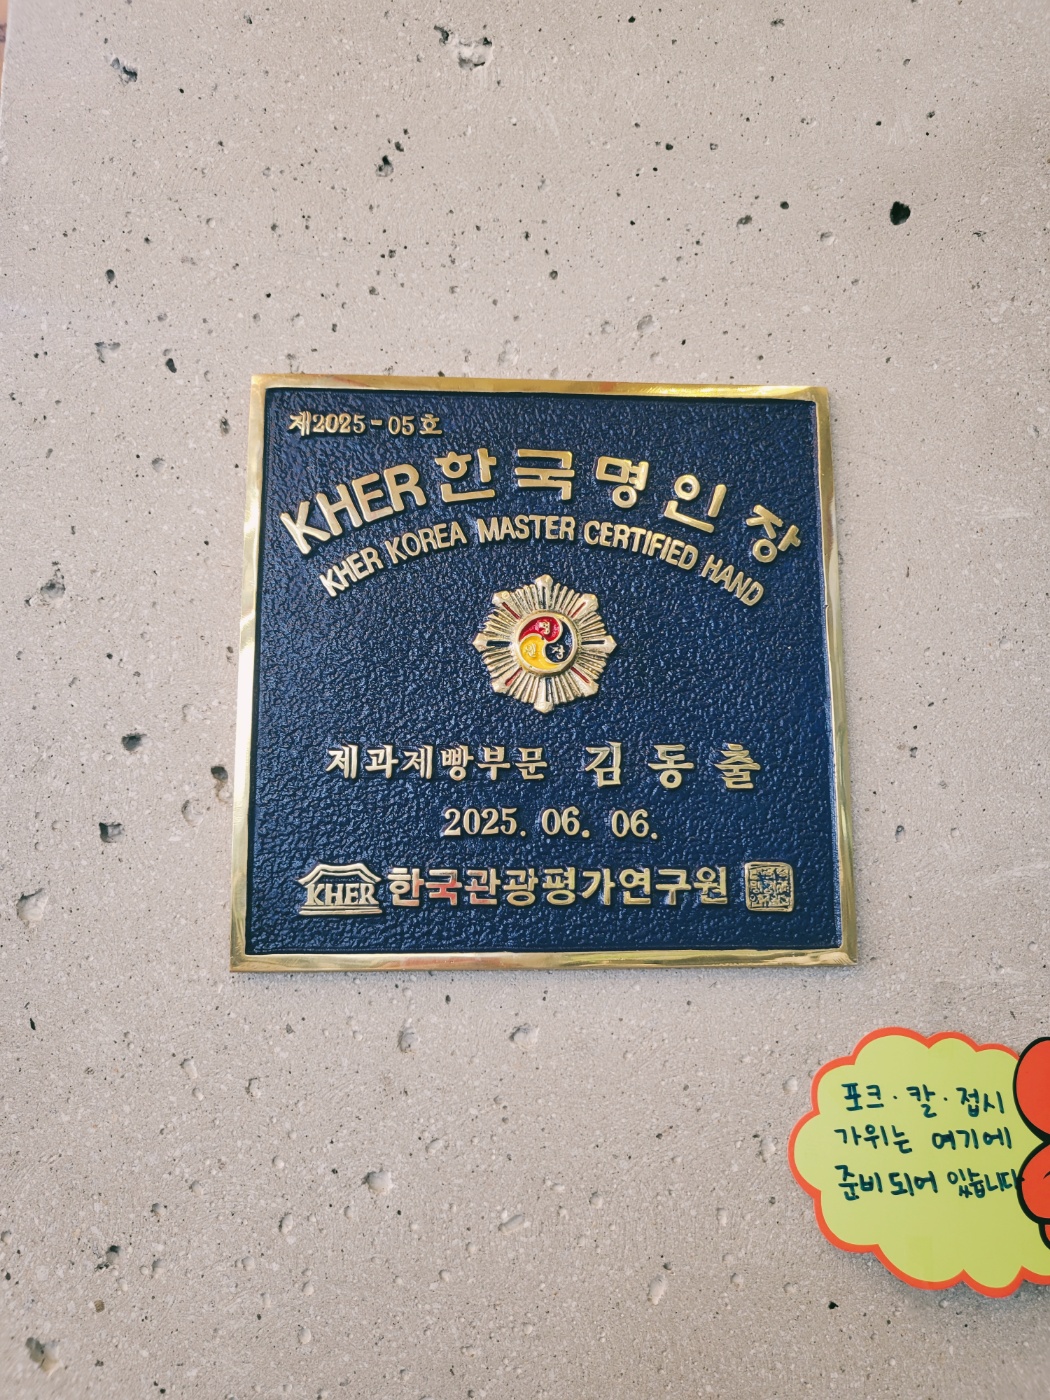 제2025-05호
KHER 한국명인장
KHER KOREA MASTER CERTIFIED HAND
명
인 장
제과제빵부문 김동출
2025. 06. 06.
KHER 한국관광평가연구원
포크·칼·접시
가위는 여기에
준비되어 있습니다